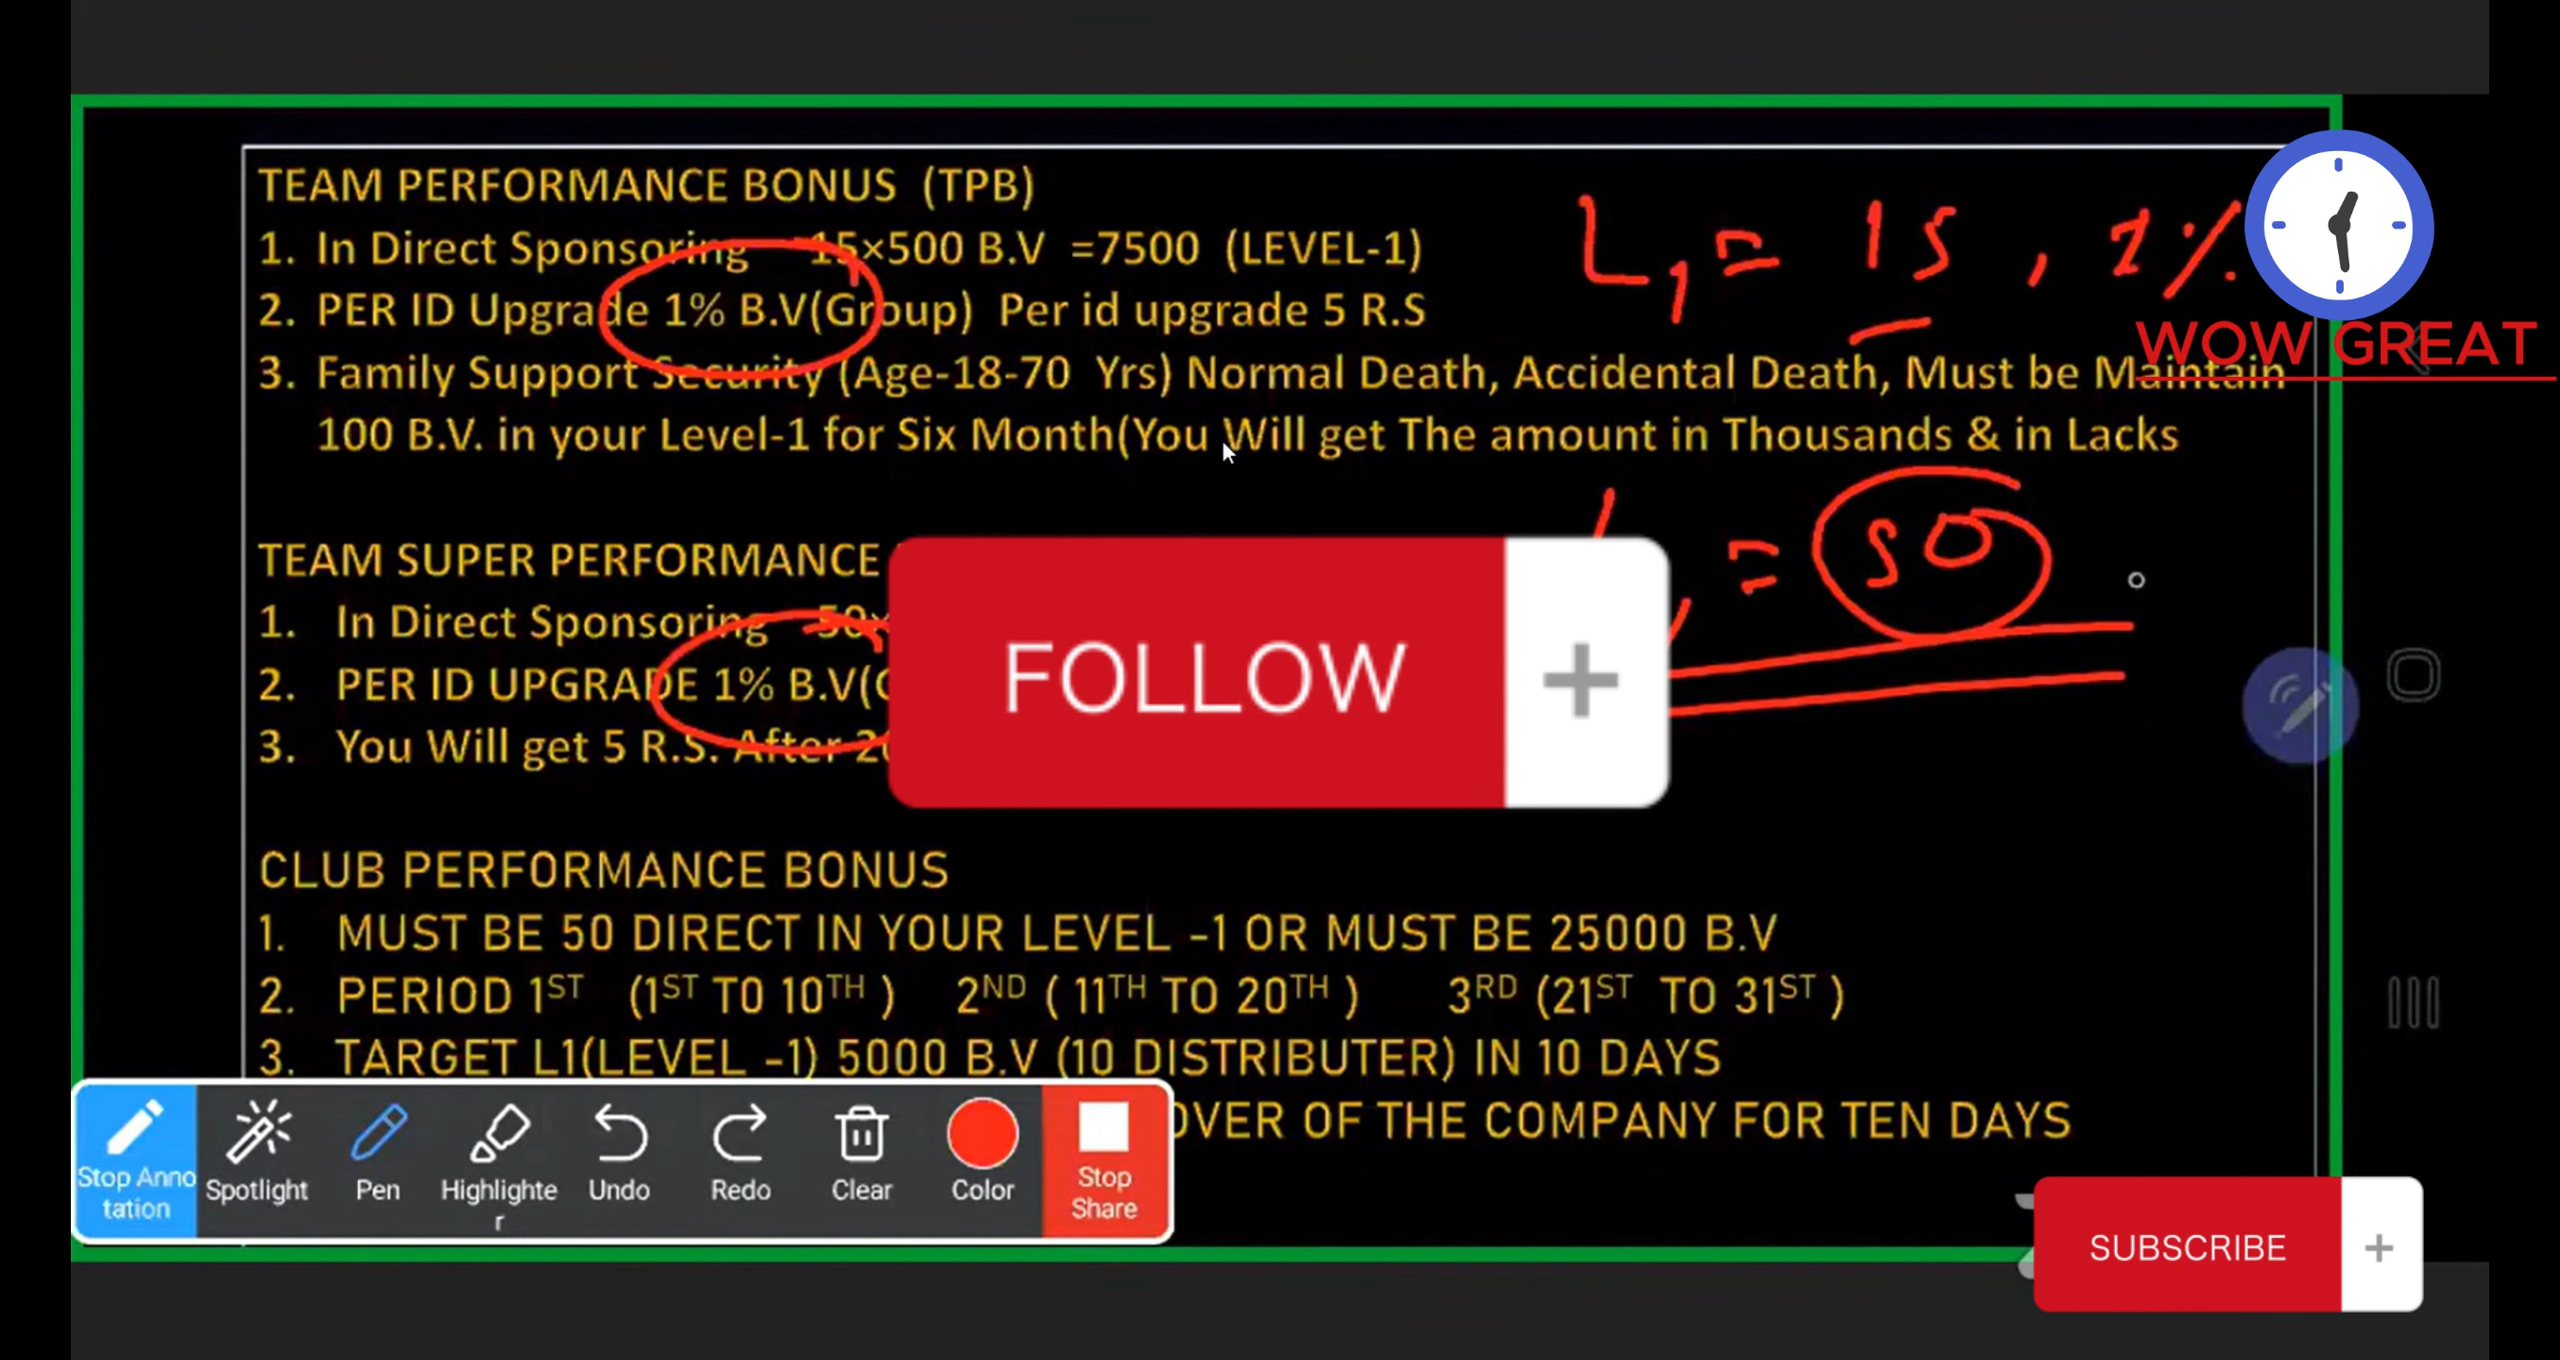 TEAM PERFORMANCE BONUS (TPB)
1. In Direct Sponsoring 15×500 B.V =7500 (LEVEL-1)
L1 = 15, 1%
2. PER ID Upgrade 1% B.V(Group) Per id upgrade 5 R.S
WOW GREAT
3. Family Support Security (Age-18-70 Yrs) Normal Death, Accidental Death, Must be Maintain
100 B.V. in your Level-1 for Six Month(You Will get The amount in Thousands & in Lacks
TEAM SUPER PERFORMANCE
= 50
1. In Direct Sponsoring 50×
2. PER ID UPGRADE 1% B.V(
3. You Will get 5 R.S. After
FOLLOW +
CLUB PERFORMANCE BONUS
1. MUST BE 50 DIRECT IN YOUR LEVEL -1 OR MUST BE 25000 B.V
2. PERIOD 1ST (1ST TO 10TH ) 2ND ( 11TH TO 20TH ) 3RD (21ST TO 31ST )
3. TARGET L1(LEVEL -1) 5000 B.V (10 DISTRIBUTER) IN 10 DAYS
OVER OF THE COMPANY FOR TEN DAYS
Stop Anno
tation
Spotlight
Pen
Highlighte
r
Undo
Redo
Clear
Color
Stop
Share
SUBSCRIBE +